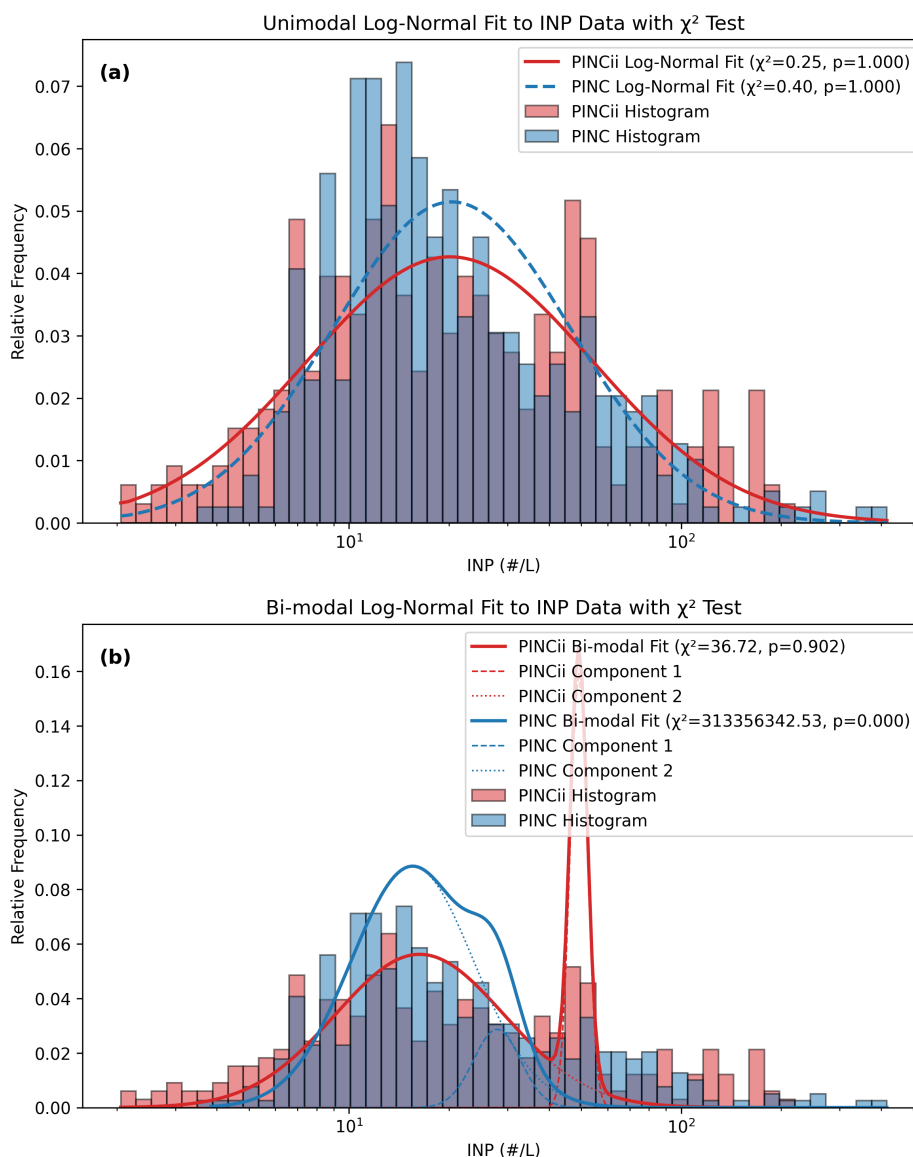 Unimodal Log-Normal Fit to INP Data with χ² Test
(a)
PINCii Log-Normal Fit (χ²=0.25, p=1.000)
PINC Log-Normal Fit (χ²=0.40, p=1.000)
PINCii Histogram
PINC Histogram
Relative Frequency
0.07
0.06
0.05
0.04
0.03
0.02
0.01
0.00
10¹
10²
INP (#/L)
Bi-modal Log-Normal Fit to INP Data with χ² Test
(b)
PINCii Bi-modal Fit (χ²=36.72, p=0.902)
PINCii Component 1
PINCii Component 2
PINC Bi-modal Fit (χ²=313356342.53, p=0.000)
PINC Component 1
PINC Component 2
PINCii Histogram
PINC Histogram
Relative Frequency
0.16
0.14
0.12
0.10
0.08
0.06
0.04
0.02
0.00
10¹
10²
INP (#/L)